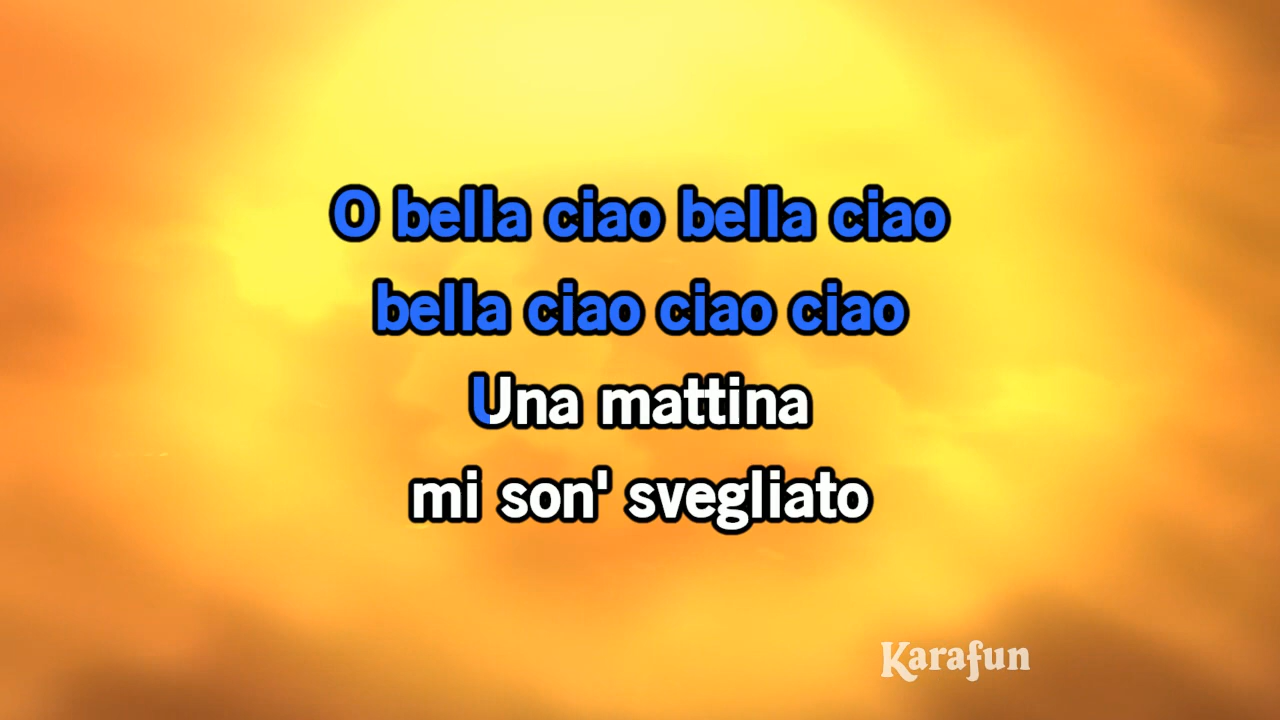 O bella ciao bella ciao
bella ciao ciao ciao
Una mattina
mi son' svegliato
Karafun